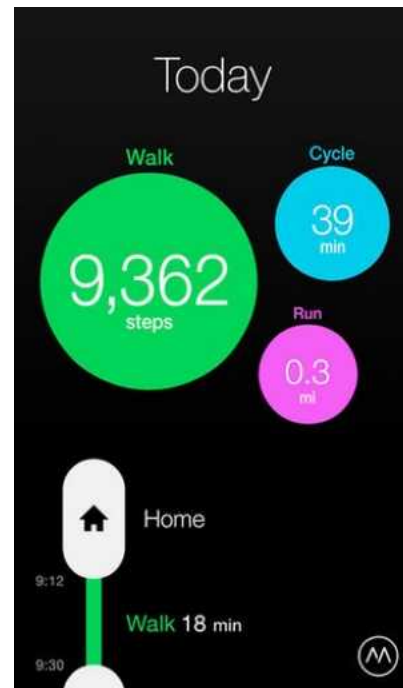 Today
Walk
Cycle
9,362
steps
39
min
Run
0.3
mi
Home
9:12
Walk 18 min
9:30